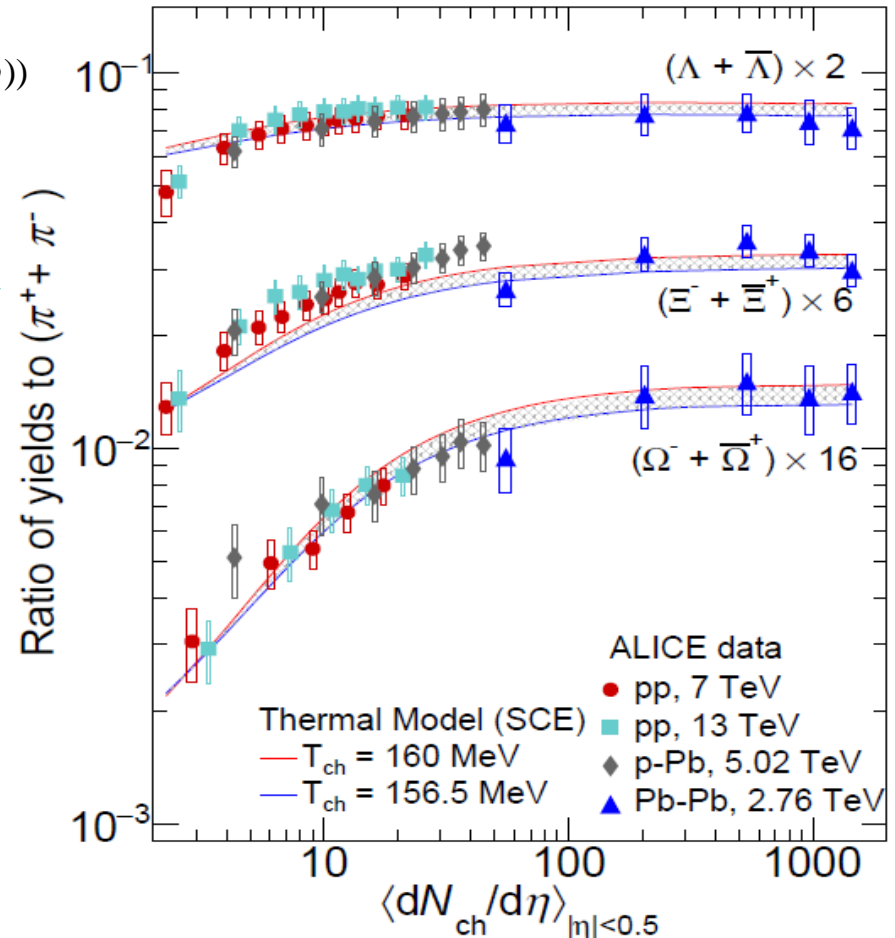 ))
10⁻¹
(Λ + Λ̅) × 2
(Ξ⁻ + Ξ̅⁺) × 6
10⁻²
(Ω⁻ + Ω̅⁺) × 16
Ratio of yields to (π⁺+ π⁻)
ALICE data
pp, 7 TeV
pp, 13 TeV
p-Pb, 5.02 TeV
Pb-Pb, 2.76 TeV
Thermal Model (SCE)
T_ch = 160 MeV
T_ch = 156.5 MeV
10⁻³
10 100 1000
⟨dN_ch/dη⟩_|η|<0.5